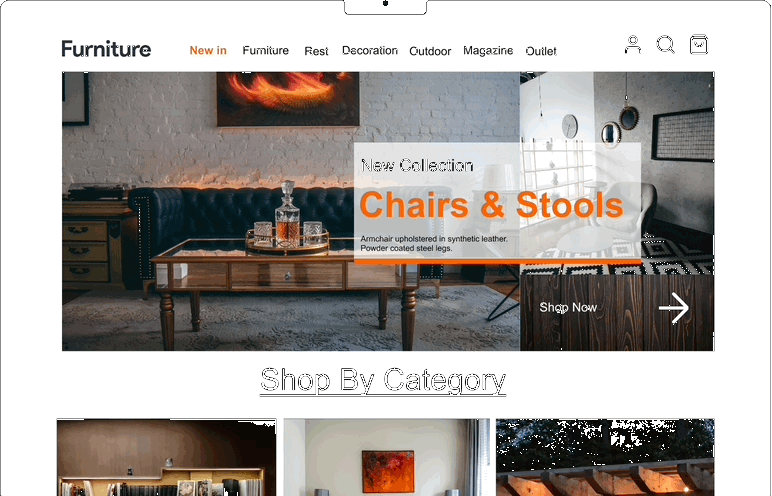 Furniture
New in Furniture Rest Decoration Outdoor Magazine Outlet
New Collection
Chairs & Stools
Armchair upholstered in synthetic leather.
Powder coated steel legs.
Shop Now
Shop By Category